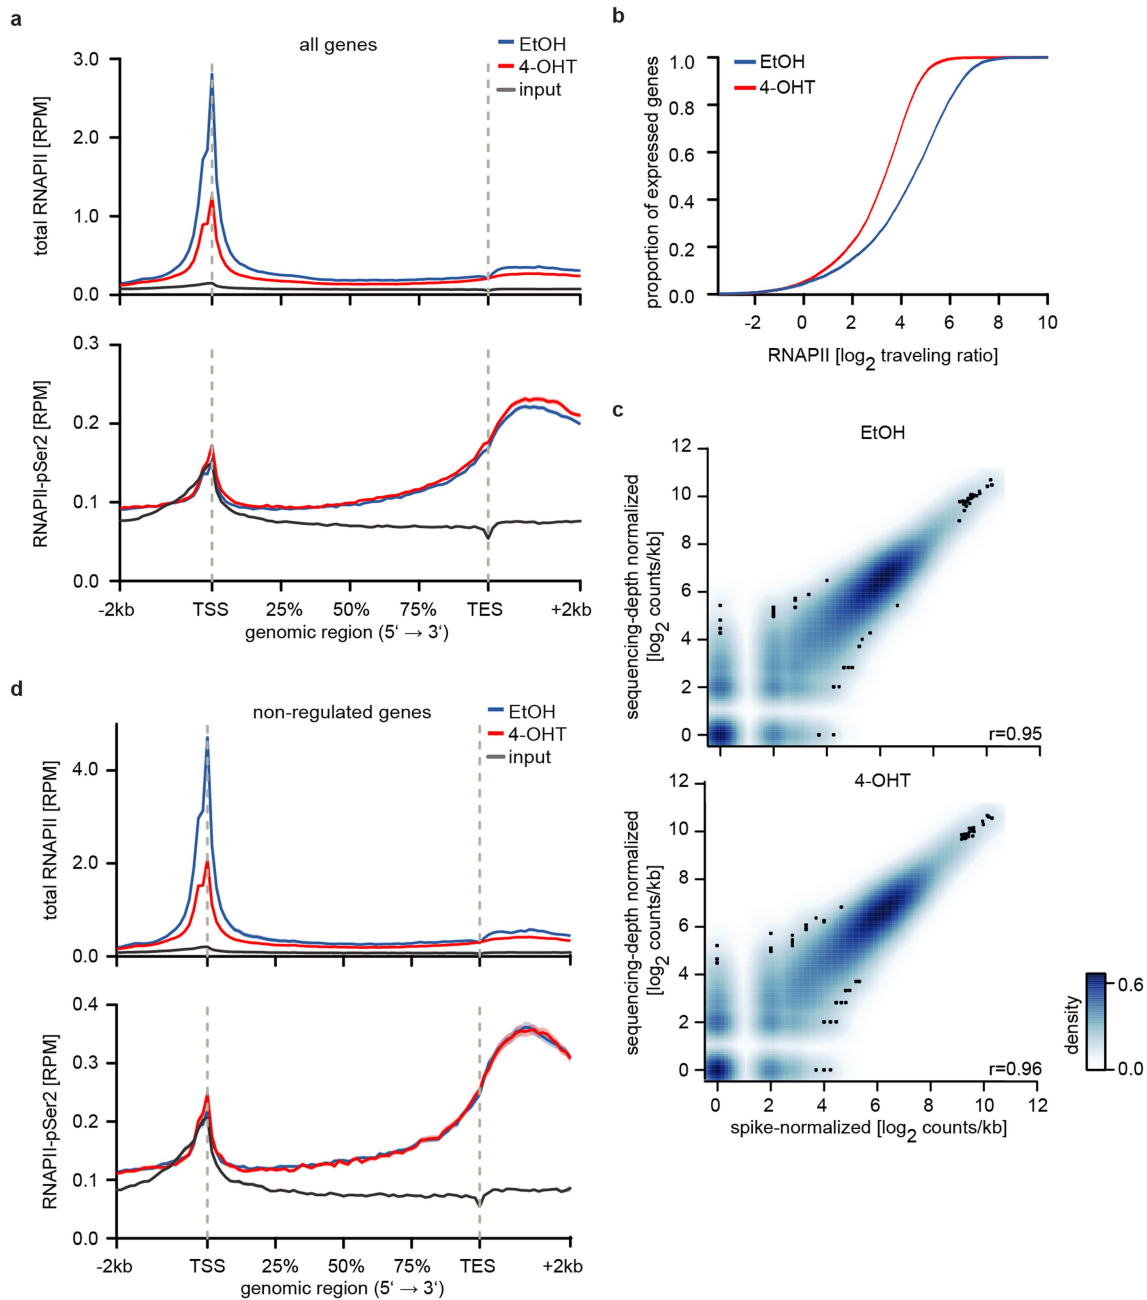 a
all genes
EtOH
4-OHT
input
total RNAPII [RPM]
3.0
2.0
1.0
0.0
RNAPII-pSer2 [RPM]
0.3
0.2
0.1
0.0
-2kb TSS 25% 50% 75% TES +2kb
genomic region (5‘ → 3‘)
b
EtOH
4-OHT
proportion of expressed genes
1.0
0.8
0.6
0.4
0.2
0.0
-2 0 2 4 6 8 10
RNAPII [log2 traveling ratio]
c
EtOH
sequencing-depth normalized
[log2 counts/kb]
12
10
8
6
4
2
0
r=0.95
4-OHT
sequencing-depth normalized
[log2 counts/kb]
12
10
8
6
4
2
0
r=0.96
0 2 4 6 8 10 12
spike-normalized [log2 counts/kb]
density
0.6
0.0
d
non-regulated genes
EtOH
4-OHT
input
total RNAPII [RPM]
4.0
2.0
0.0
RNAPII-pSer2 [RPM]
0.4
0.3
0.2
0.1
0.0
-2kb TSS 25% 50% 75% TES +2kb
genomic region (5‘ → 3‘)